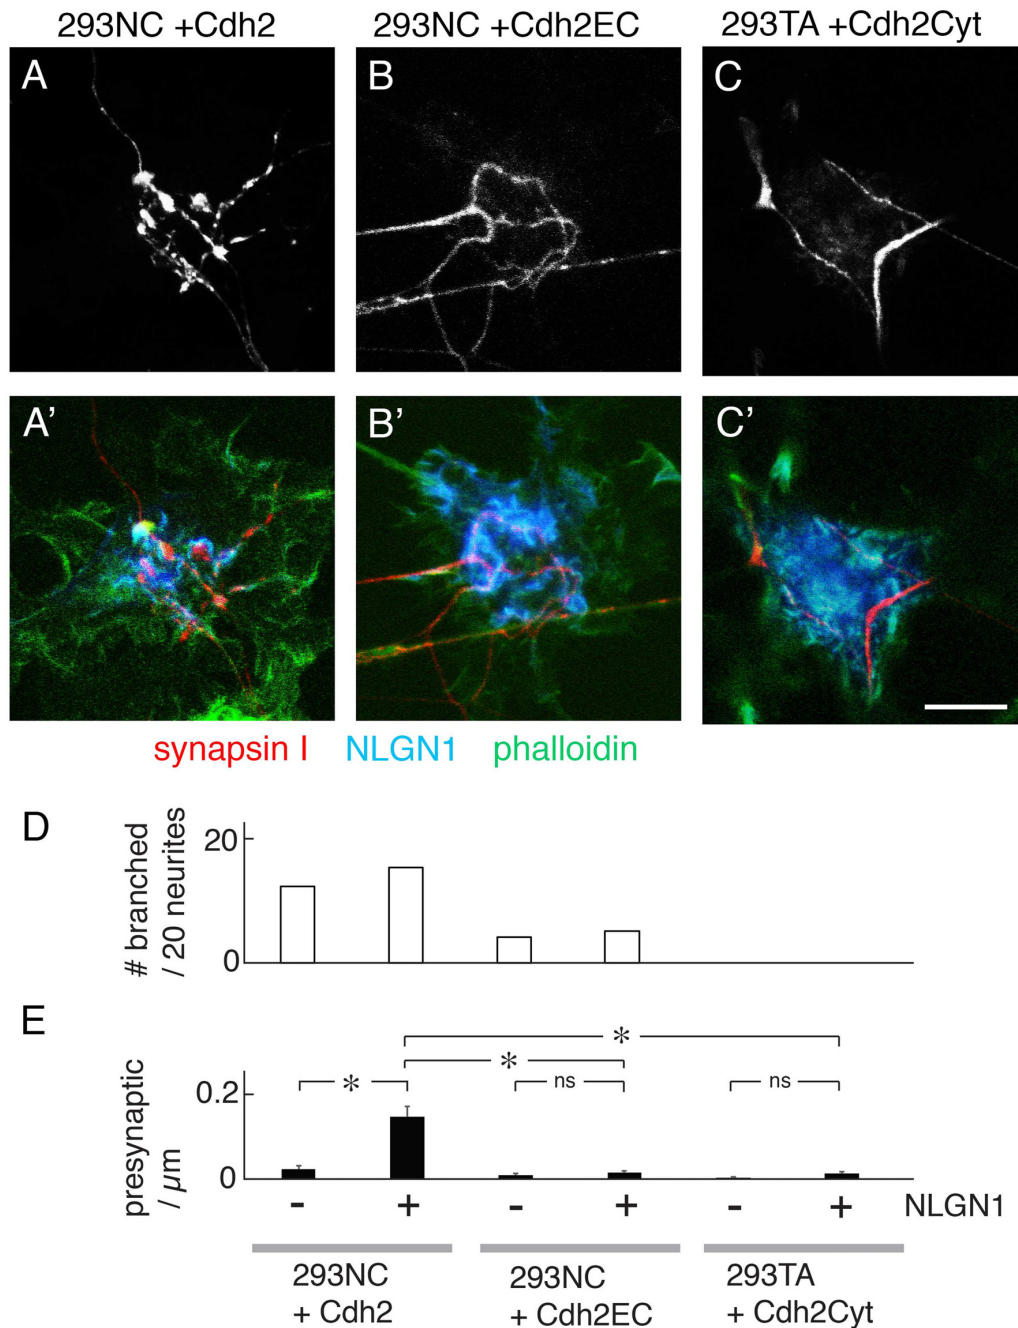 293NC +Cdh2 293NC +Cdh2EC 293TA +Cdh2Cyt
A B C
A’ B’ C’
synapsin I NLGN1 phalloidin
D
# branched
/ 20 neurites
20
0
E
presynaptic
/ µm
*
*
* ns ns
0.2
0
- + - + - + NLGN1
293NC
+ Cdh2
293NC
+ Cdh2EC
293TA
+ Cdh2Cyt